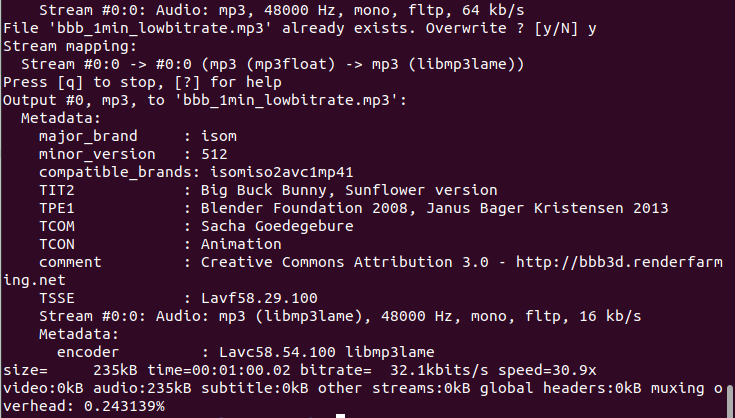 Stream #0:0: Audio: mp3, 48000 Hz, mono, fltp, 64 kb/s
File 'bbb_1min_lowbitrate.mp3' already exists. Overwrite ? [y/N] y
Stream mapping:
  Stream #0:0 -> #0:0 (mp3 (mp3float) -> mp3 (libmp3lame))
Press [q] to stop, [?] for help
Output #0, mp3, to 'bbb_1min_lowbitrate.mp3':
  Metadata:
    major_brand     : isom
    minor_version   : 512
    compatible_brands: isomiso2avc1mp41
    TIT2            : Big Buck Bunny, Sunflower version
    TPE1            : Blender Foundation 2008, Janus Bager Kristensen 2013
    TCOM            : Sacha Goedegebure
    TCON            : Animation
    comment         : Creative Commons Attribution 3.0 - http://bbb3d.renderfarm
ing.net
    TSSE            : Lavf58.29.100
    Stream #0:0: Audio: mp3 (libmp3lame), 48000 Hz, mono, fltp, 16 kb/s
    Metadata:
      encoder         : Lavc58.54.100 libmp3lame
size=     235kB time=00:01:00.02 bitrate=  32.1kbits/s speed=30.9x
video:0kB audio:235kB subtitle:0kB other streams:0kB global headers:0kB muxing o
verhead: 0.243139%